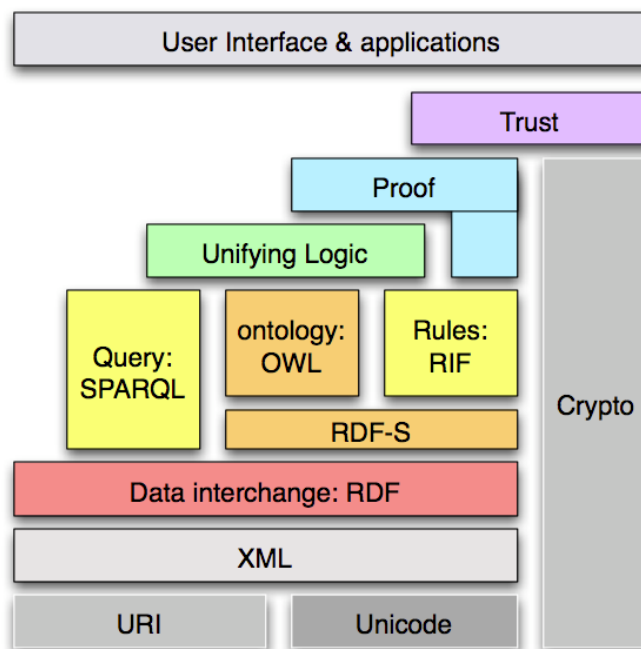 User Interface & applications
Trust
Proof
Unifying Logic
Query:
SPARQL
ontology:
OWL
Rules:
RIF
Crypto
RDF-S
Data interchange: RDF
XML
URI
Unicode